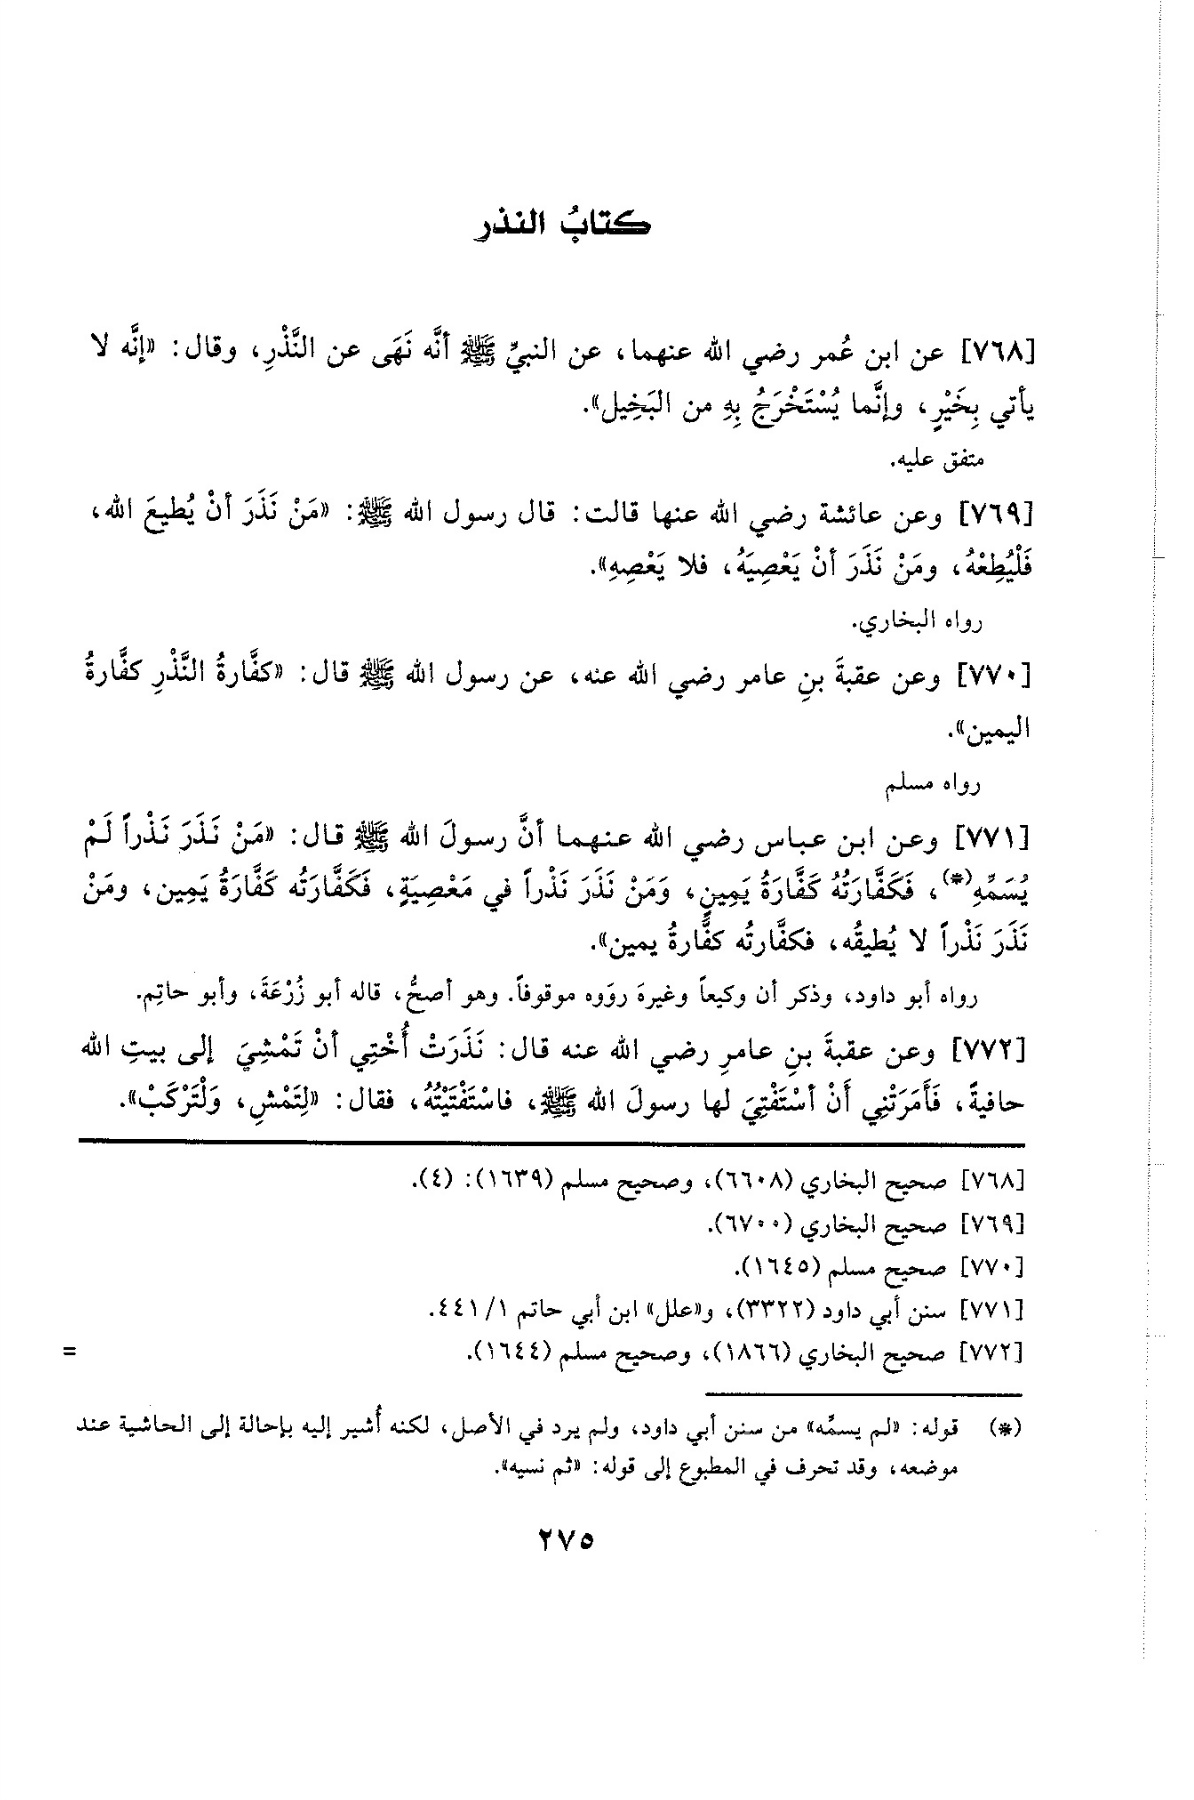 كتابُ النذر
[٧٦٨] عن ابن عُمر رضي الله عنهما، عن النبيِّ ﷺ أنَّه نَهَى عن النَّذْرِ، وقال: «إنَّه لا
يأتي بِخَيْرٍ، وإنَّما يُسْتَخْرَجُ بِهِ من البَخِيل».
متفق عليه.
[٧٦٩] وعن عائشة رضي الله عنها قالت: قال رسول الله ﷺ: «مَنْ نَذَرَ أنْ يُطيعَ الله،
فَلْيُطِعْهُ، ومَنْ نَذَرَ أنْ يَعْصِيَهُ، فلا يَعْصِهِ».
رواه البخاري.
[٧٧٠] وعن عقبةَ بنِ عامر رضي الله عنه، عن رسول الله ﷺ قال: «كفَّارةُ النَّذْرِ كفَّارةُ
اليمين».
رواه مسلم
[٧٧١] وعن ابن عباس رضي الله عنهما أنَّ رسولَ الله ﷺ قال: «مَنْ نَذَرَ نَذْراً لَمْ
يُسَمِّهِ(*)، فَكَفَّارَتُهُ كَفَّارَةُ يَمِينٍ، وَمَنْ نَذَرَ نَذْراً في مَعْصِيَةٍ، فَكَفَّارَتُه كَفَّارَةُ يَمِين، ومَنْ
نَذَرَ نَذْراً لا يُطيقُه، فكفَّارتُه كفَّارةُ يمين».
رواه أبو داود، وذكر أن وكيعاً وغيرهَ روَوه موقوفاً. وهو أصحُّ، قاله أبو زُرْعَةَ، وأبو حاتِم.
[٧٧٢] وعن عقبةَ بنِ عامرِ رضي الله عنه قال: نَذَرَتْ أُخْتِي أنْ تَمْشِيَ إلى بيتِ الله
حافيةً، فَأَمَرَتْنِي أَنْ أسْتَفْتِيَ لها رسولَ الله ﷺ، فاسْتَفْتَيْتُهُ، فقال: «لِتَمْشِ، وَلْتَرْكَبْ».
[٧٦٨] صحيح البخاري (٦٦٠٨)، وصحيح مسلم (١٦٣٩): (٤).
[٧٦٩] صحيح البخاري (٦٧٠٠).
[٧٧٠] صحيح مسلم (١٦٤٥).
[٧٧١] سنن أبي داود (٣٣٢٢)، و«علل» ابن أبي حاتم ١/ ٤٤١.
[٧٧٢] صحيح البخاري (١٨٦٦)، وصحيح مسلم (١٦٤٤). =
(*) قوله: «لم يسمِّه» من سنن أبي داود، ولم يرد في الأصل، لكنه أُشير إليه بإحالة إلى الحاشية عند
موضعه، وقد تحرف في المطبوع إلى قوله: «ثم نسيه».
٢٧٥